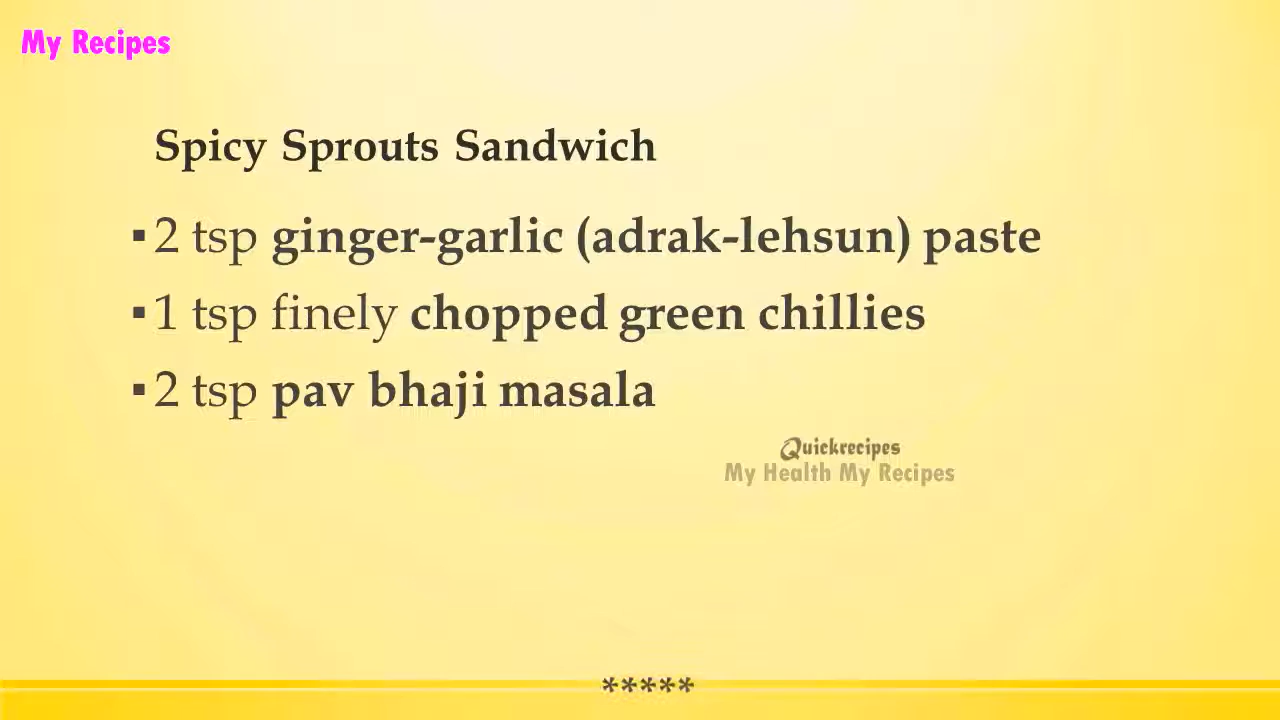 My Recipes
Spicy Sprouts Sandwich
▪2 tsp ginger-garlic (adrak-lehsun) paste
▪1 tsp finely chopped green chillies
▪2 tsp pav bhaji masala
Quickrecipes
My Health My Recipes
*****